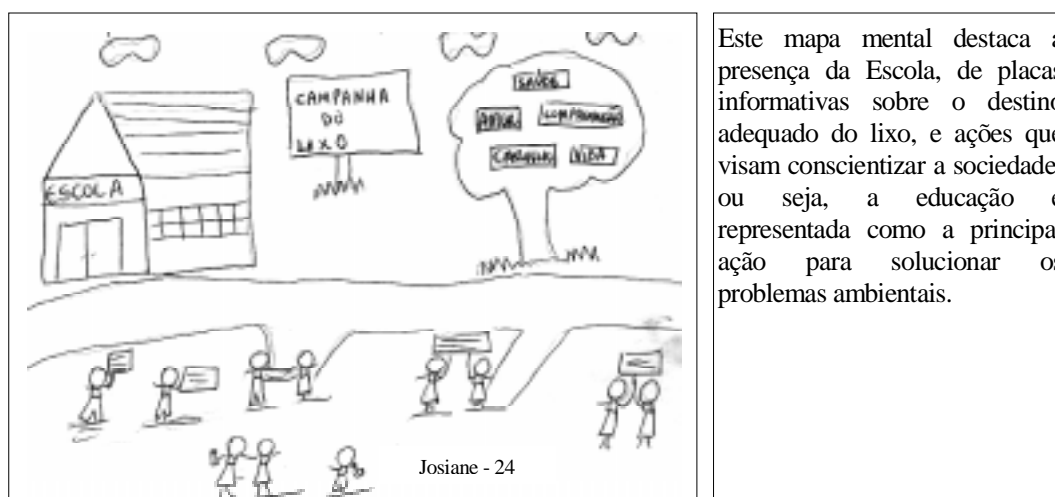 ESCOLA
CAMPANHA
DO
LIXO
SAÚDE
AMOR
CARINHO
VIDA
Josiane - 24
Este mapa mental destaca a
presença da Escola, de placas
informativas sobre o destino
adequado do lixo, e ações que
visam conscientizar a sociedade,
ou seja, a educação é
representada como a principal
ação para solucionar os
problemas ambientais.